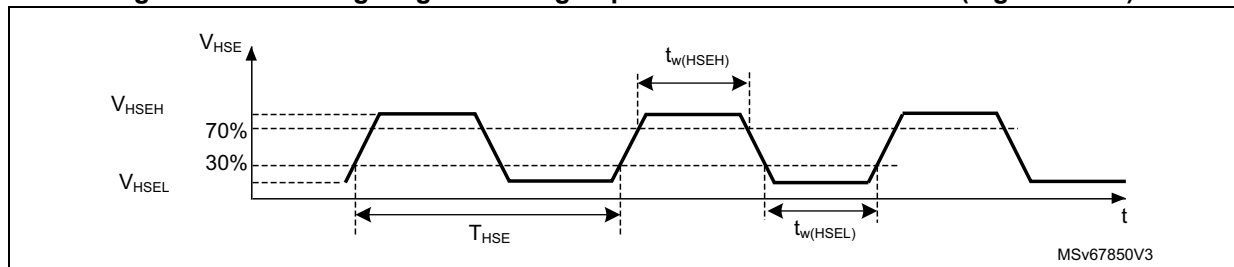 V_HSE
t_w(HSEH)
V_HSEH
70%
30%
V_HSEL
T_HSE
t_w(HSEL)
t
MSv67850V3